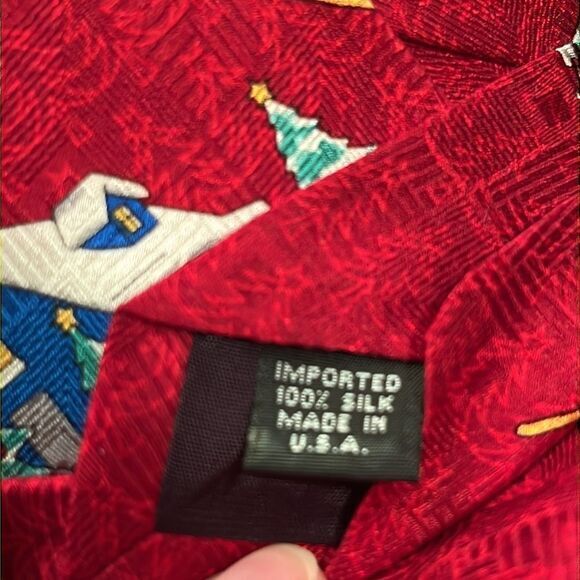 IMPORTED
100% SILK
MADE IN
U.S.A.